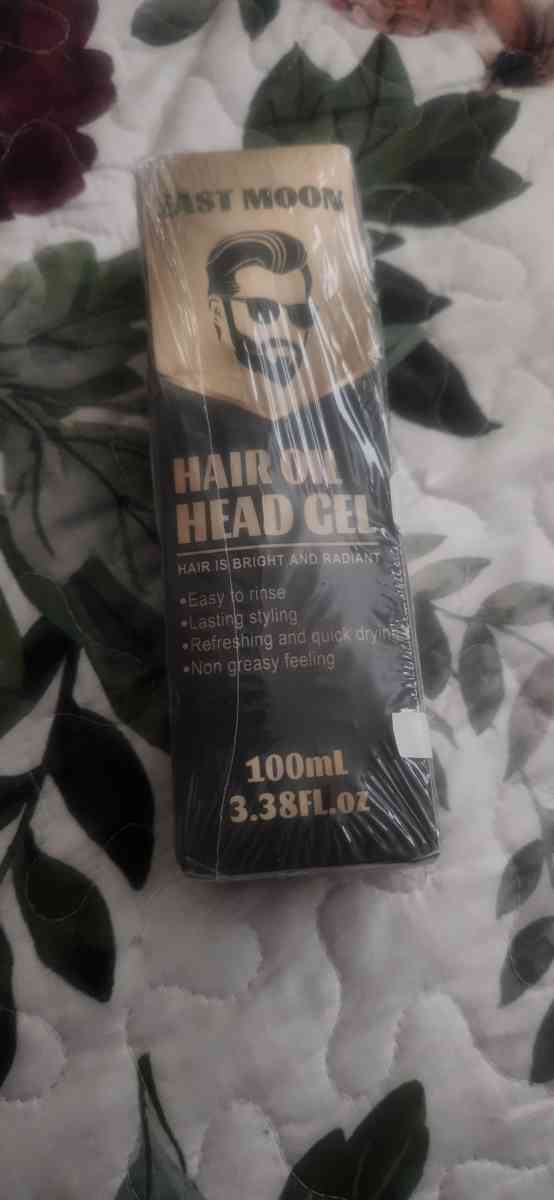 EAST MOON
HAIR OIL
HEAD GEL
HAIR IS BRIGHT AND RADIANT
•Easy to rinse
•Lasting styling
•Refreshing and quick drying
•Non greasy feeling
100mL
3.38FL.oz